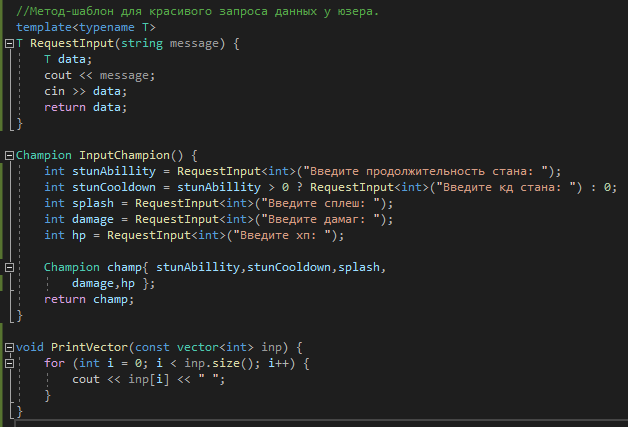 //Метод-шаблон для красивого запроса данных у юзера.
template<typename T>
T RequestInput(string message) {
    T data;
    cout << message;
    cin >> data;
    return data;
}

Champion InputChampion() {
    int stunAbillity = RequestInput<int>("Введите продолжительность стана: ");
    int stunCooldown = stunAbillity > 0 ? RequestInput<int>("Введите кд стана: ") : 0;
    int splash = RequestInput<int>("Введите сплеш: ");
    int damage = RequestInput<int>("Введите дамаг: ");
    int hp = RequestInput<int>("Введите хп: ");

    Champion champ{ stunAbillity,stunCooldown,splash,
        damage,hp };
    return champ;
}

void PrintVector(const vector<int> inp) {
    for (int i = 0; i < inp.size(); i++) {
        cout << inp[i] << " ";
    }
}